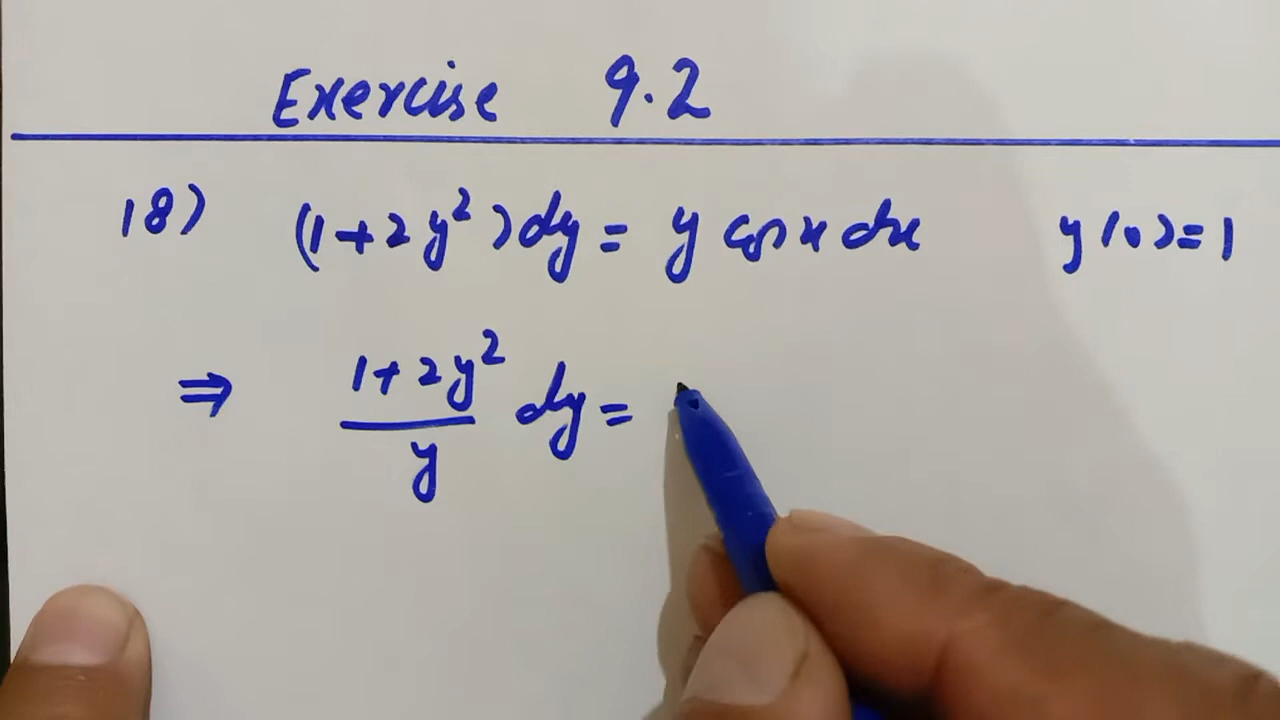 Exercise 9.2
18) (1+2y²)dy = y cos x dx y(0)=1
⇒ 1+2y²/y dy =